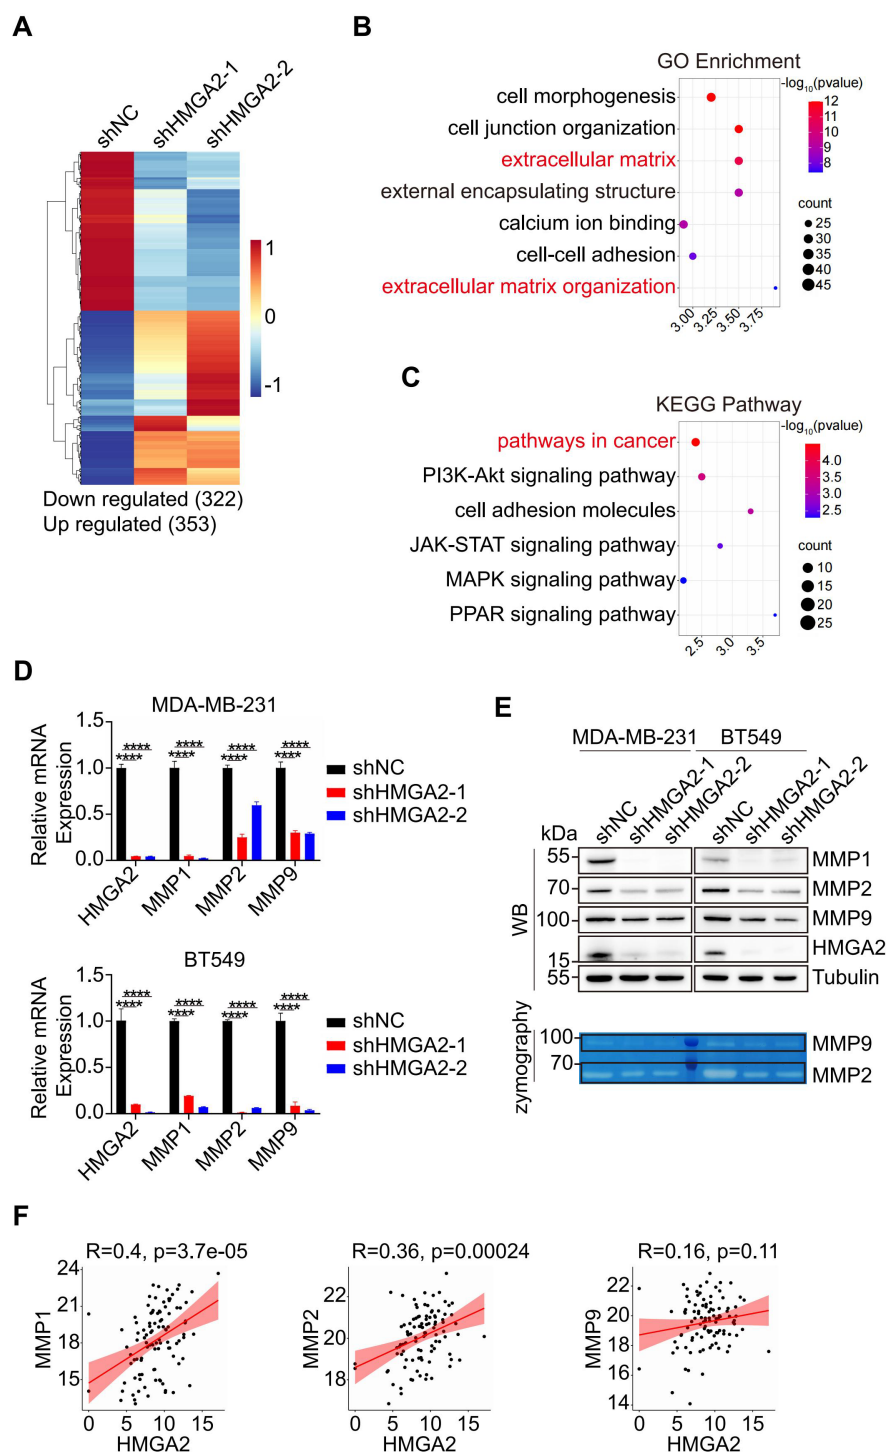 A
shNC
shHMGA2-1
shHMGA2-2
1
0
-1
Down regulated (322)
Up regulated (353)
B
GO Enrichment
cell morphogenesis
cell junction organization
extracellular matrix
external encapsulating structure
calcium ion binding
cell-cell adhesion
extracellular matrix organization
3.00
3.25
3.50
3.75
-log10(pvalue)
12
11
10
9
8
count
25
30
35
40
45
C
KEGG Pathway
pathways in cancer
PI3K-Akt signaling pathway
cell adhesion molecules
JAK-STAT signaling pathway
MAPK signaling pathway
PPAR signaling pathway
2.5
3.0
3.5
-log10(pvalue)
4.0
3.5
3.0
2.5
count
10
15
20
25
D
MDA-MB-231
Relative mRNA
Expression
1.5
1.0
0.5
0.0
**** **** **** ****
**** **** **** ****
HMGA2
MMP1
MMP2
MMP9
shNC
shHMGA2-1
shHMGA2-2
BT549
Relative mRNA
Expression
1.5
1.0
0.5
0.0
**** **** **** ****
**** **** **** ****
HMGA2
MMP1
MMP2
MMP9
shNC
shHMGA2-1
shHMGA2-2
E
MDA-MB-231 BT549
shNC
shHMGA2-1
shHMGA2-2
shNC
shHMGA2-1
shHMGA2-2
kDa
WB
55 MMP1
70 MMP2
100 MMP9
15 HMGA2
55 Tubulin
zymography
100 MMP9
70 MMP2
F
R=0.4, p=3.7e-05
MMP1
24
21
18
15
0 5 10 15
HMGA2
R=0.36, p=0.00024
MMP2
22
20
18
0 5 10 15
HMGA2
R=0.16, p=0.11
MMP9
22
20
18
16
14
0 5 10 15
HMGA2